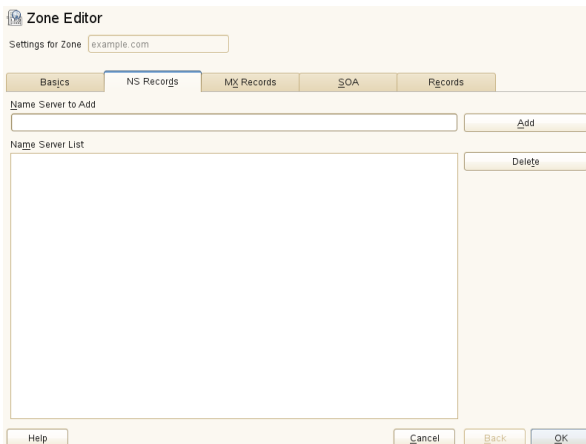 Zone Editor
Settings for Zone example.com
Basics NS Records MX Records SOA Records
Name Server to Add
Add
Name Server List
Delete
Help Cancel Back OK